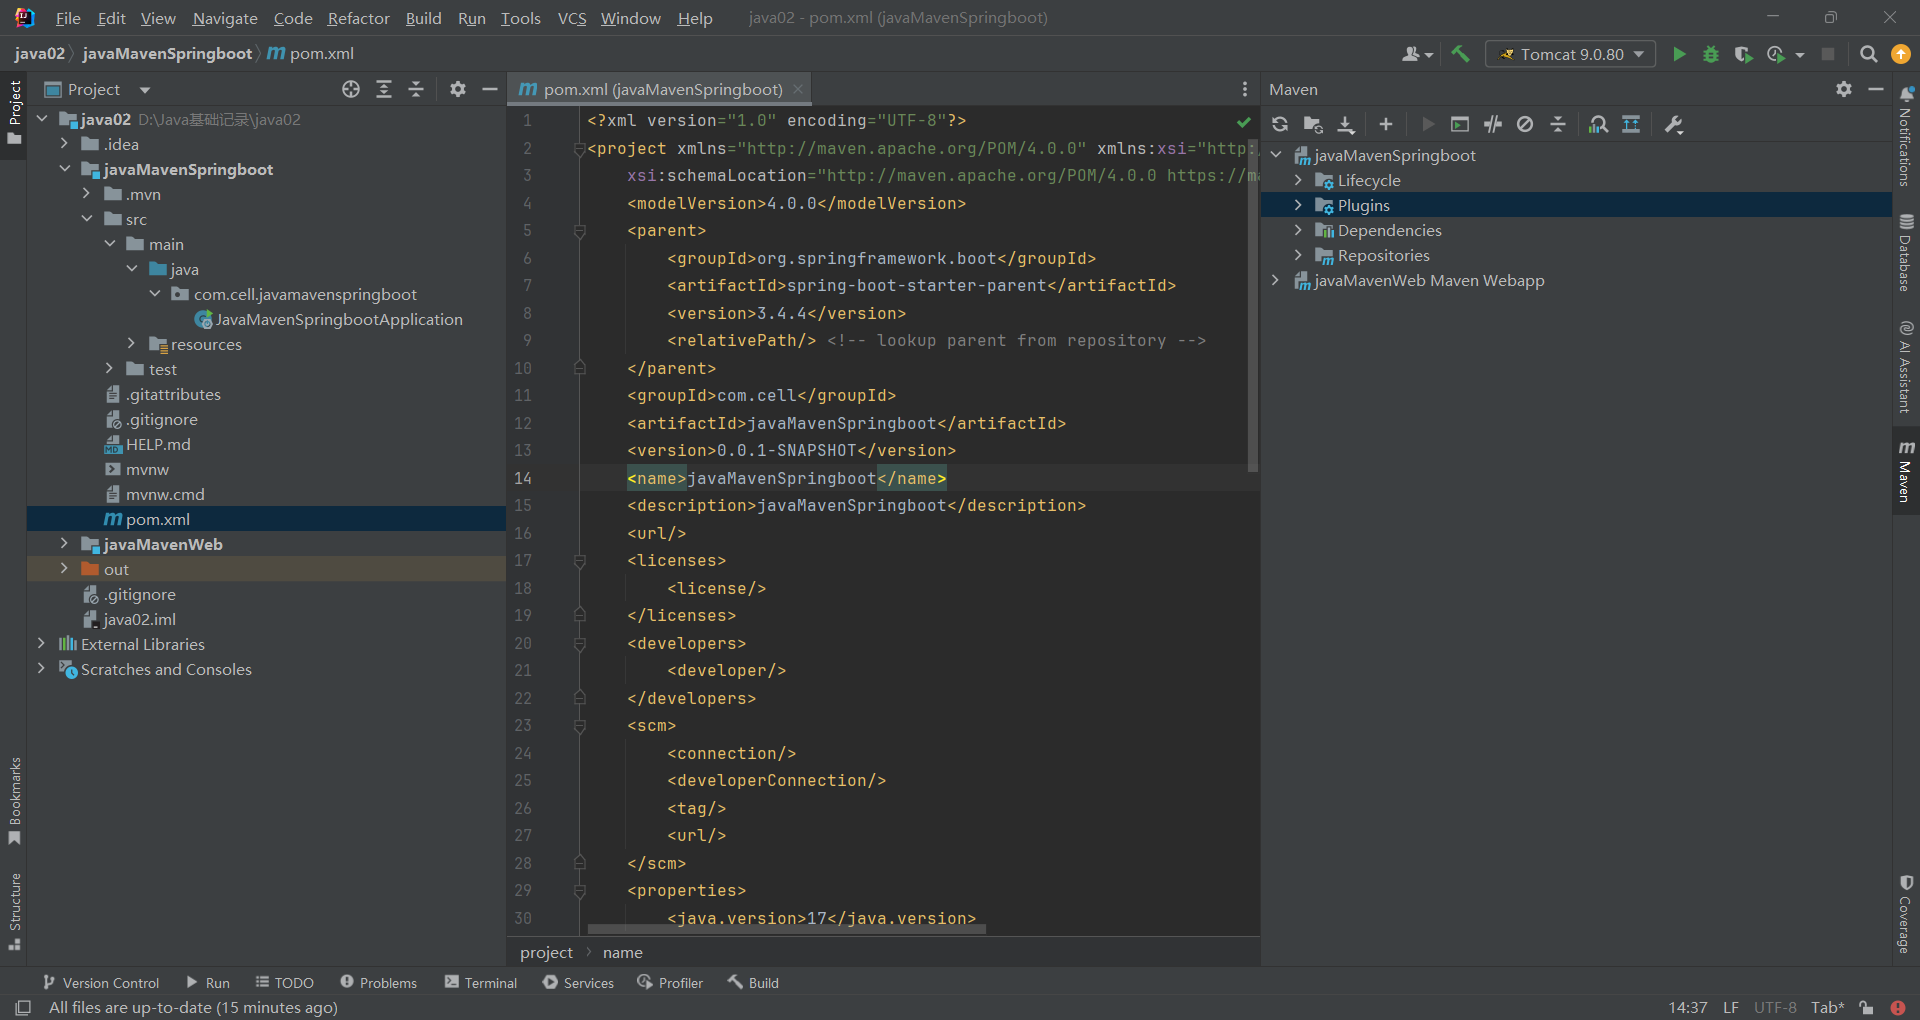 File Edit View Navigate Code Refactor Build Run Tools VCS Window Help java02 - pom.xml (javaMavenSpringboot)
java02 javaMavenSpringboot m pom.xml
Tomcat 9.0.80
Project
Project
java02 D:\Java基础记录\java02
.idea
javaMavenSpringboot
.mvn
src
main
java
com.cell.javamavenspringboot
JavaMavenSpringbootApplication
resources
test
.gitattributes
.gitignore
HELP.md
mvnw
mvnw.cmd
m pom.xml
javaMavenWeb
out
.gitignore
java02.iml
External Libraries
Scratches and Consoles
Bookmarks
Structure
m pom.xml (javaMavenSpringboot)
1 <?xml version="1.0" encoding="UTF-8"?>
2 <project xmlns="http://maven.apache.org/POM/4.0.0" xmlns:xsi="http:
3 xsi:schemaLocation="http://maven.apache.org/POM/4.0.0 https://ma
4 <modelVersion>4.0.0</modelVersion>
5 <parent>
6 <groupId>org.springframework.boot</groupId>
7 <artifactId>spring-boot-starter-parent</artifactId>
8 <version>3.4.4</version>
9 <relativePath/> <!-- lookup parent from repository -->
10 </parent>
11 <groupId>com.cell</groupId>
12 <artifactId>javaMavenSpringboot</artifactId>
13 <version>0.0.1-SNAPSHOT</version>
14 <name>javaMavenSpringboot</name>
15 <description>javaMavenSpringboot</description>
16 <url/>
17 <licenses>
18 <license/>
19 </licenses>
20 <developers>
21 <developer/>
22 </developers>
23 <scm>
24 <connection/>
25 <developerConnection/>
26 <tag/>
27 <url/>
28 </scm>
29 <properties>
30 <java.version>17</java.version>
project name
Maven
javaMavenSpringboot
Lifecycle
Plugins
Dependencies
Repositories
javaMavenWeb Maven Webapp
Notifications
Database
AI Assistant
m Maven
Coverage
Version Control Run TODO Problems Terminal Services Profiler Build
All files are up-to-date (15 minutes ago)
14:37 LF UTF-8 Tab*